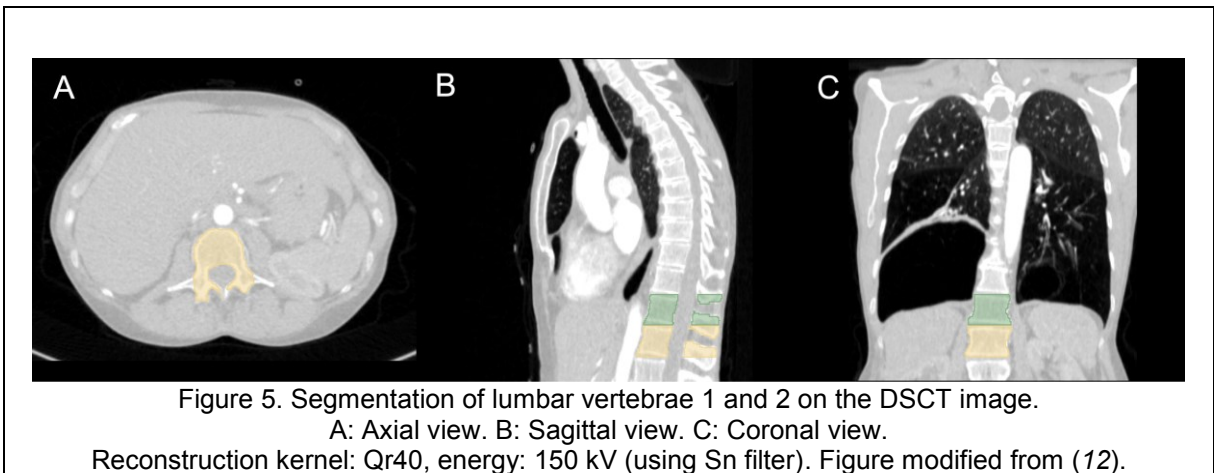 A
B
C
Figure 5. Segmentation of lumbar vertebrae 1 and 2 on the DSCT image.
A: Axial view. B: Sagittal view. C: Coronal view.
Reconstruction kernel: Qr40, energy: 150 kV (using Sn filter). Figure modified from (12).